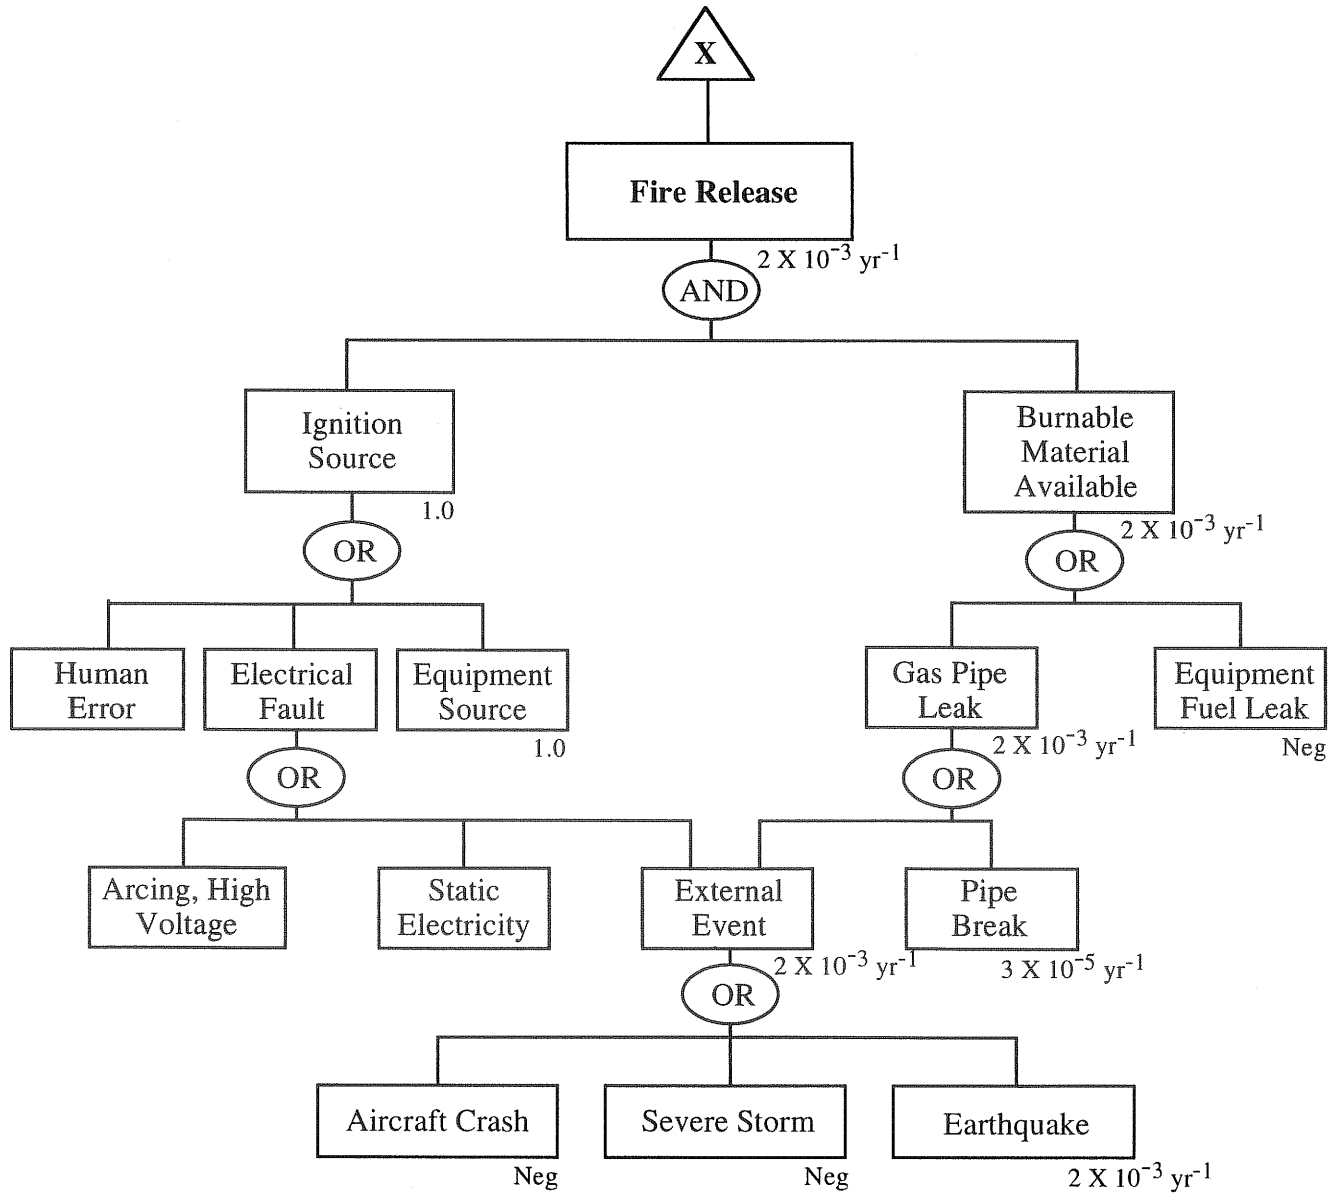 X
Fire Release
2 X 10⁻³ yr⁻¹
AND
Ignition
Source
1.0
Burnable
Material
Available
2 X 10⁻³ yr⁻¹
OR
OR
Human
Error
Electrical
Fault
Equipment
Source
1.0
Gas Pipe
Leak
2 X 10⁻³ yr⁻¹
Equipment
Fuel Leak
Neg
OR
OR
Arcing, High
Voltage
Static
Electricity
External
Event
2 X 10⁻³ yr⁻¹
Pipe
Break
3 X 10⁻⁵ yr⁻¹
OR
Aircraft Crash
Neg
Severe Storm
Neg
Earthquake
2 X 10⁻³ yr⁻¹